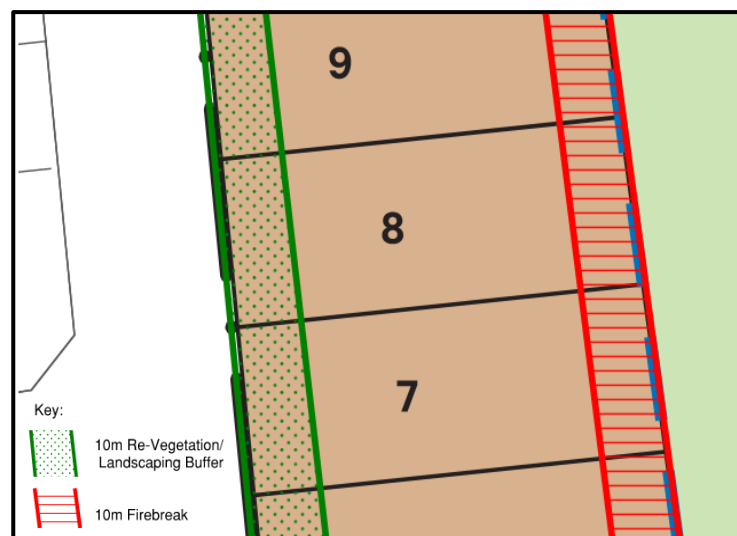 9
8
7
Key:
10m Re-Vegetation/
Landscaping Buffer
10m Firebreak